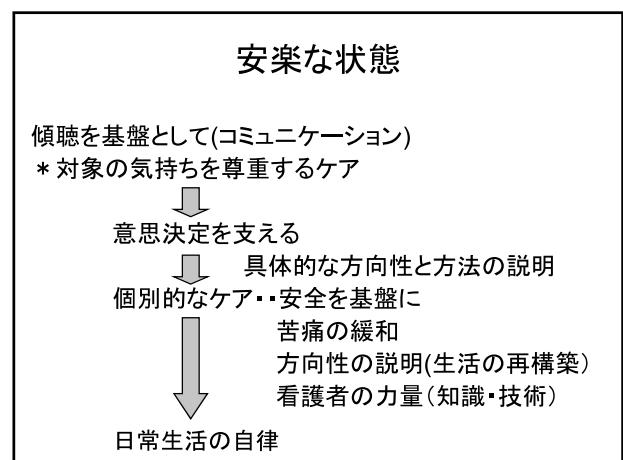 安楽な状態
傾聴を基盤として(コミュニケーション)
＊対象の気持ちを尊重するケア
意思決定を支える
具体的な方向性と方法の説明
個別的なケア・・安全を基盤に
苦痛の緩和
方向性の説明(生活の再構築）
看護者の力量（知識・技術）
日常生活の自律